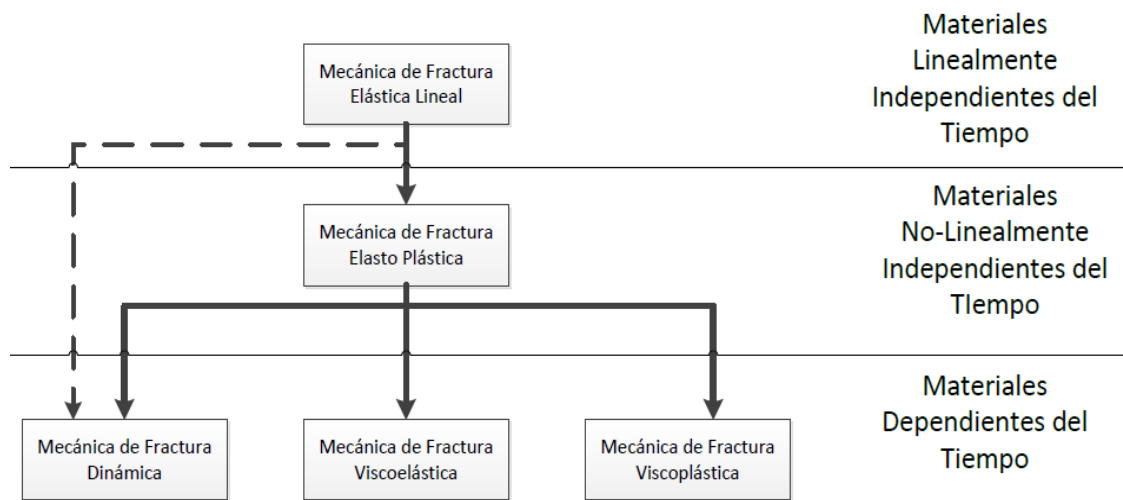 Mecánica de Fractura
Elástica Lineal
Materiales
Linealmente
Independientes del
Tiempo
Mecánica de Fractura
Elasto Plástica
Materiales
No-Linealmente
Independientes del
TIempo
Mecánica de Fractura
Dinámica
Mecánica de Fractura
Viscoelástica
Mecánica de Fractura
Viscoplástica
Materiales
Dependientes del
Tiempo